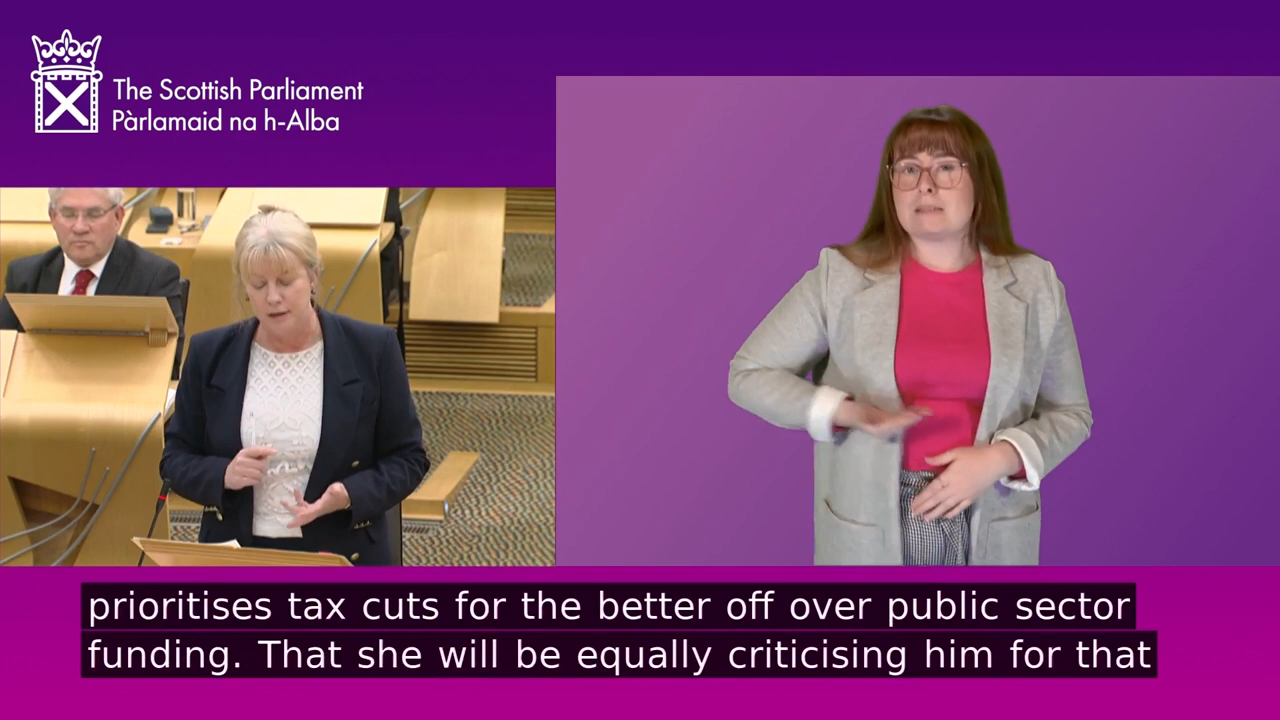 The Scottish Parliament
Pàrlamaid na h-Alba
prioritises tax cuts for the better off over public sector
funding. That she will be equally criticising him for that